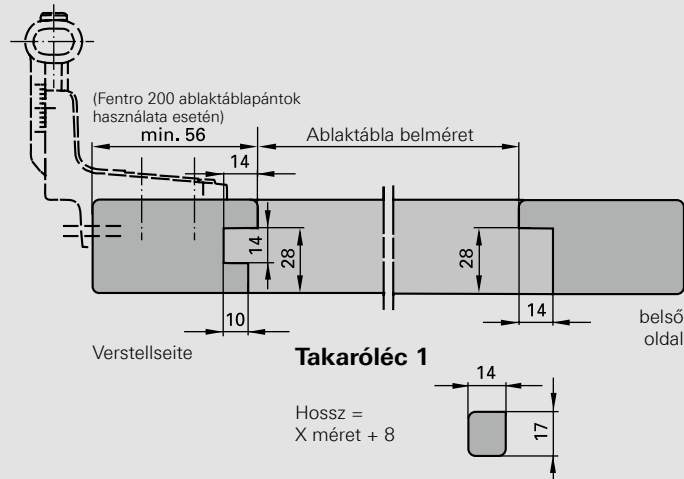 (Fentro 200 ablaktáblapántok
használata esetén)
min. 56
Ablaktábla belméret
14
14
28
28
10
14
Verstellseite
belső
oldal
Takaróléc 1
14
Hossz =
X méret + 8
17